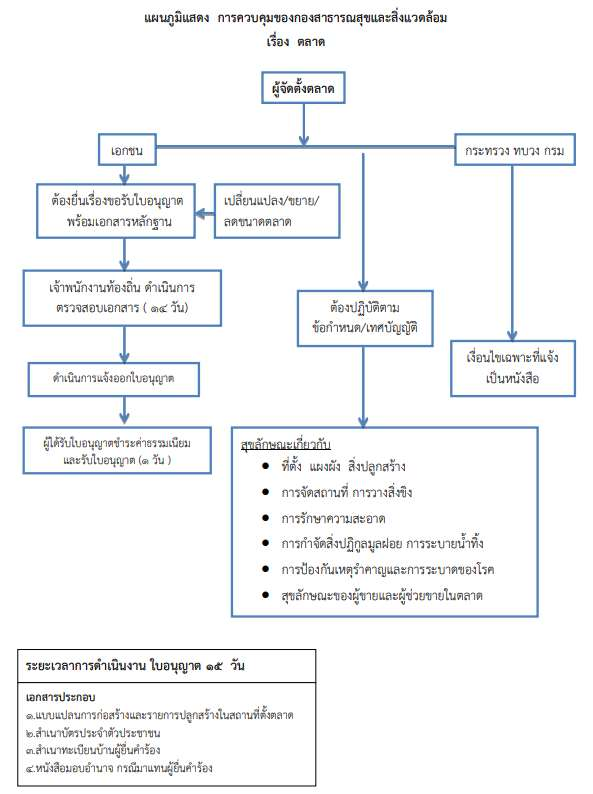 แผนภูมิแสดง การควบคุมของกองสาธารณสุขและสิ่งแวดล้อม
เรื่อง ตลาด
ผู้จัดตั้งตลาด
เอกชน
กระทรวง ทบวง กรม
ต้องยื่นเรื่องขอรับใบอนุญาต
พร้อมเอกสารหลักฐาน
เปลี่ยนแปลง/ขยาย/
ลดขนาดตลาด
เจ้าพนักงานท้องถิ่น ดำเนินการ
ตรวจสอบเอกสาร ( ๑๔ วัน)
ต้องปฏิบัติตาม
ข้อกำหนด/เทศบัญญัติ
เงื่อนไขเฉพาะที่แจ้ง
เป็นหนังสือ
ดำเนินการแจ้งออกใบอนุญาต
ผู้ได้รับใบอนุญาตชำระค่าธรรมเนียม
และรับใบอนุญาต (๑ วัน )
สุขลักษณะเกี่ยวกับ
● ที่ตั้ง แผงผัง สิ่งปลูกสร้าง
● การจัดสถานที่ การวางสิ่งขิง
● การรักษาความสะอาด
● การกำจัดสิ่งปฏิกูลมูลฝอย การระบายน้ำทิ้ง
● การป้องกันเหตุรำคาญและการระบาดของโรค
● สุขลักษณะของผู้ขายและผู้ช่วยขายในตลาด
ระยะเวลาการดำเนินงาน ใบอนุญาต ๑๕ วัน
เอกสารประกอบ
๑.แบบแปลนการก่อสร้างและรายการปลูกสร้างในสถานที่ตั้งตลาด
๒.สำเนาบัตรประจำตัวประชาชน
๓.สำเนาทะเบียนบ้านผู้ยื่นคำร้อง
๔.หนังสือมอบอำนาจ กรณีมาแทนผู้ยื่นคำร้อง